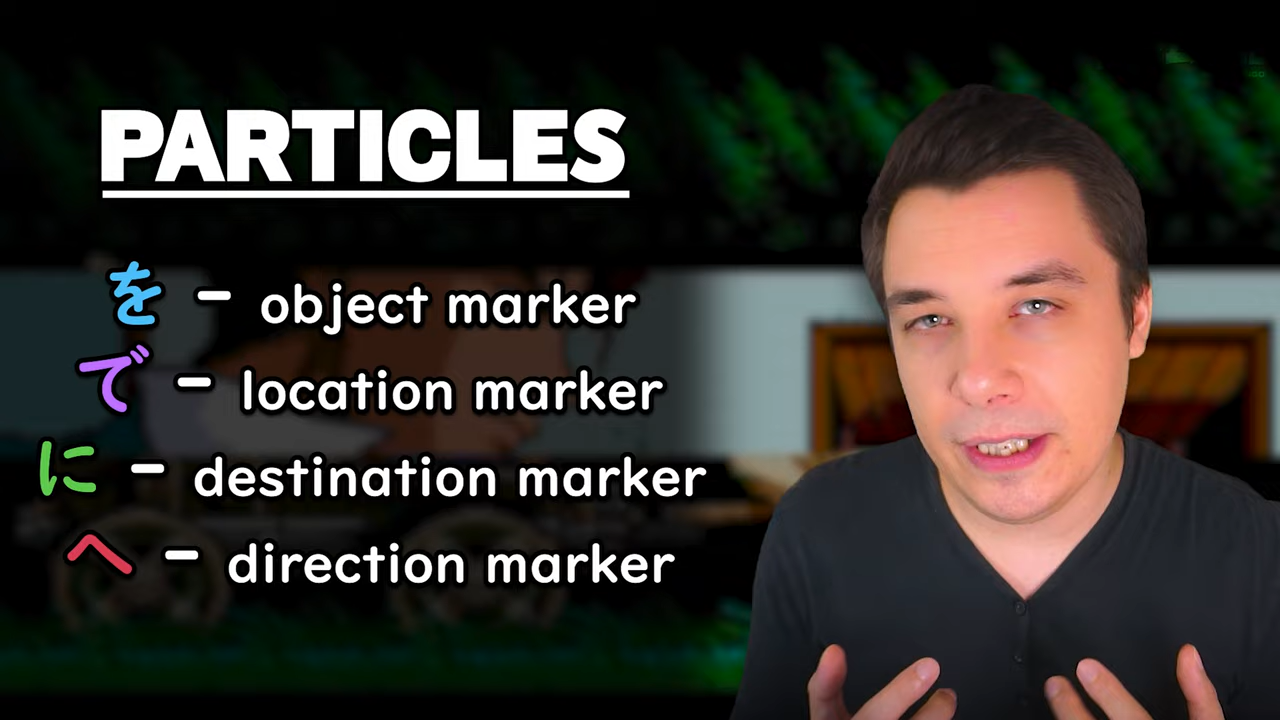 PARTICLES
を - object marker
で - location marker
に - destination marker
へ - direction marker